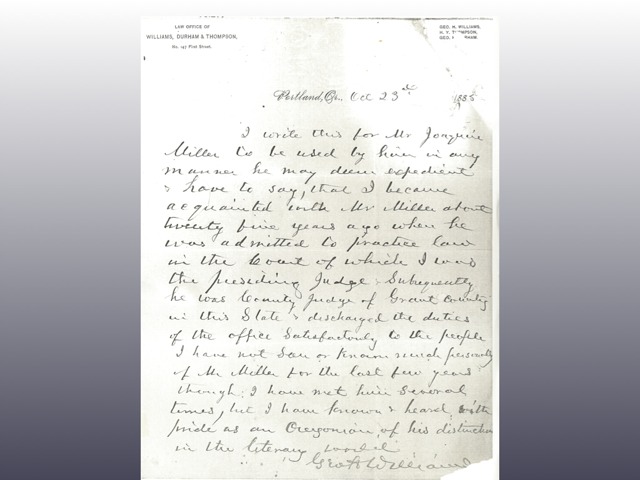 LAW OFFICE OF
WILLIAMS, DURHAM & THOMPSON,
No. 197 First Street.
GEO. H. WILLIAMS,
H. Y. THOMPSON,
GEO. RHAM.
Portland, Or., Oct 23rd 1885
I write this for Mr Joaquin
Miller to be used by him in any
manner he may deem expedient
& have to say, that I became
acquainted with Mr Miller about
twenty five years ago when he
was admitted to practice law
in the Court of which I was
the presiding Judge. Subsequently
he was County Judge of Grant County
in this State & discharged the duties
of the office satisfactorily to the people
I have not seen or known much personally
of Mr Miller for the last few years
though I have met him several
times, but I have known & heard with
pride as an Oregonian of his distinction
in the literary world
Geo H Williams